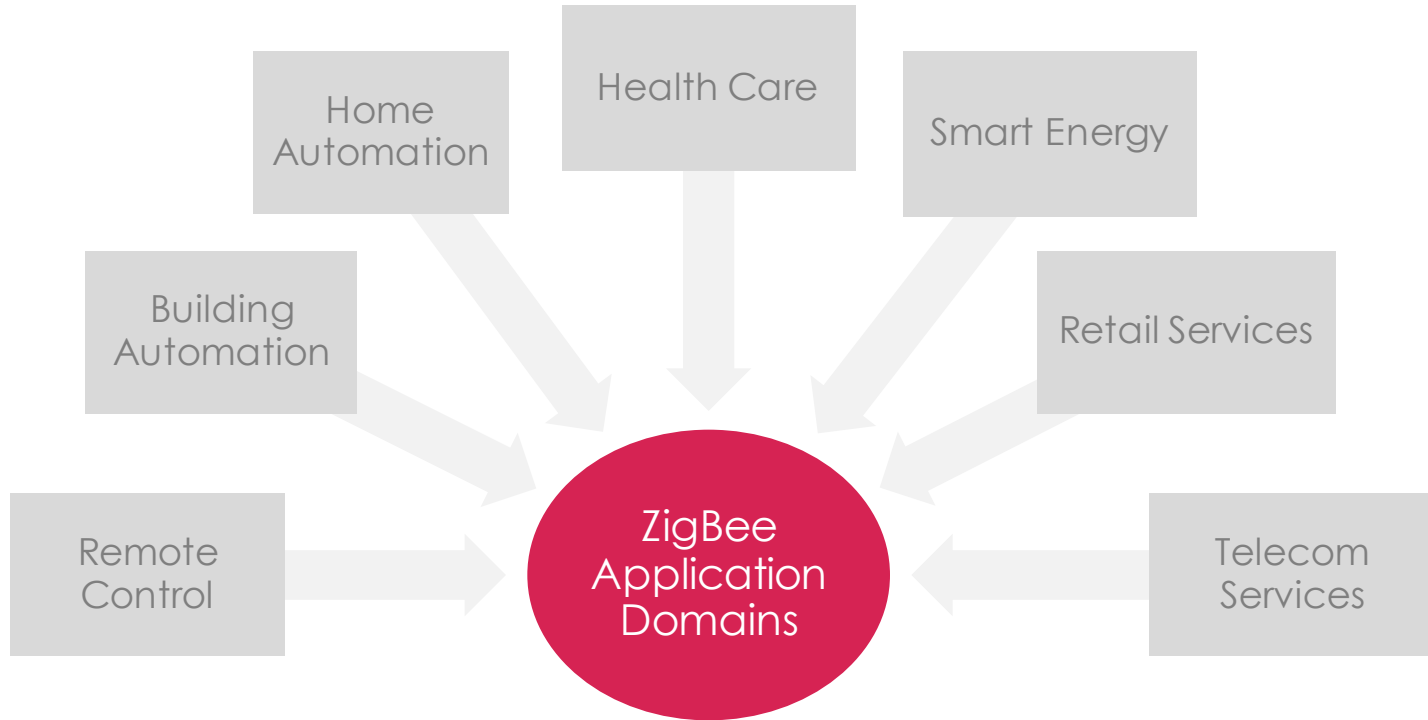 Health Care
Home
Automation
Smart Energy
Building
Automation
Retail Services
Remote
Control
ZigBee
Application
Domains
Telecom
Services